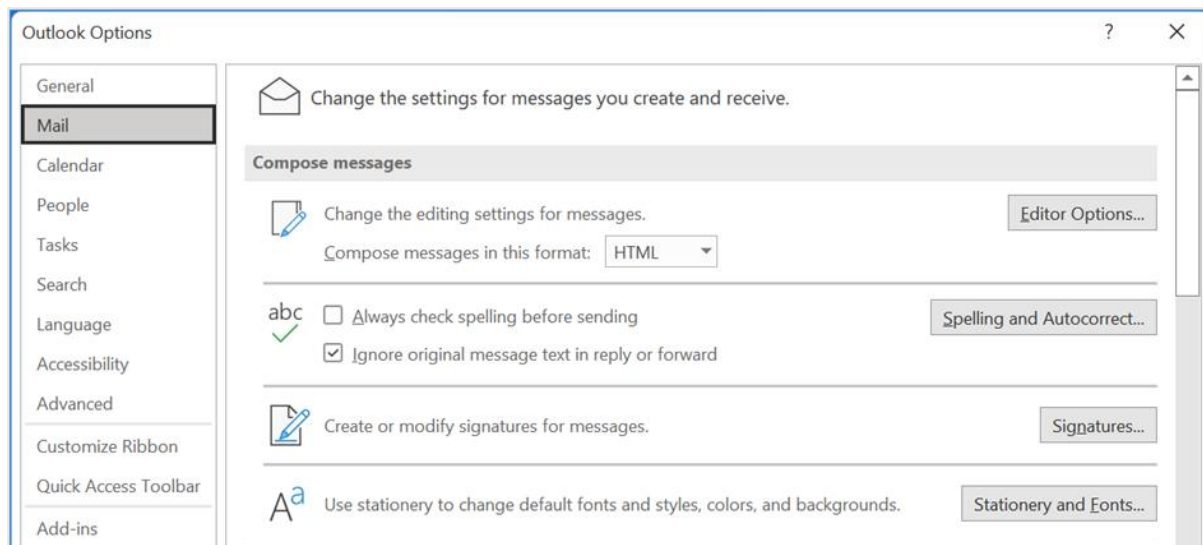 Outlook Options
?
General
Mail
Calendar
People
Tasks
Search
Language
Accessibility
Advanced
Customize Ribbon
Quick Access Toolbar
Add-ins
Change the settings for messages you create and receive.
Compose messages
Change the editing settings for messages.
Editor Options...
Compose messages in this format: HTML
abc
Always check spelling before sending
Spelling and Autocorrect...
Ignore original message text in reply or forward
Create or modify signatures for messages.
Signatures...
Aa
Use stationery to change default fonts and styles, colors, and backgrounds.
Stationery and Fonts...